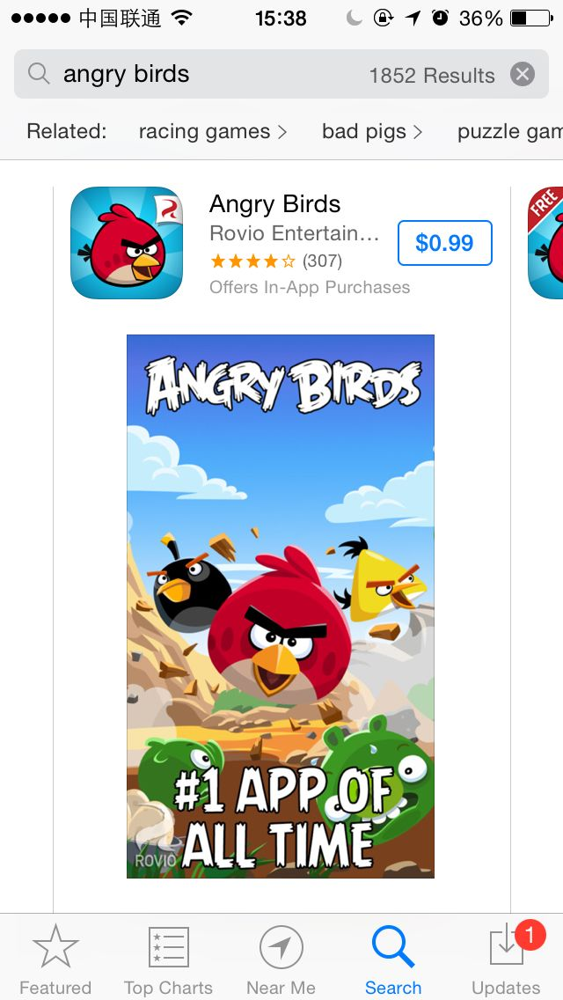 中国联通 15:38 36%
angry birds 1852 Results
Related: racing games > bad pigs > puzzle gam
Angry Birds
Rovio Entertain...
$0.99
(307)
Offers In-App Purchases
FREE
ANGRY BIRDS
#1 APP OF
ALL TIME
ROVIO
1
Featured Top Charts Near Me Search Updates